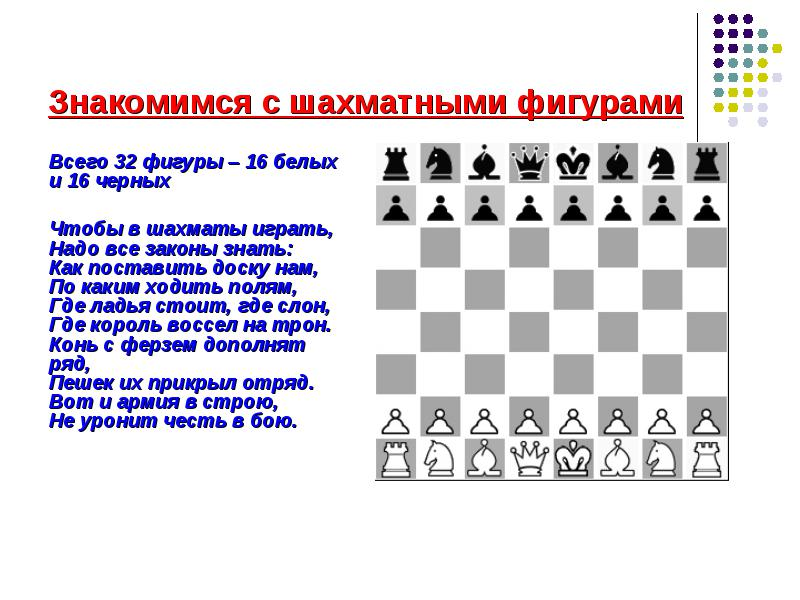 Знакомимся с шахматными фигурами
Всего 32 фигуры – 16 белых
и 16 черных
Чтобы в шахматы играть,
Надо все законы знать:
Как поставить доску нам,
По каким ходить полям,
Где ладья стоит, где слон,
Где король воссел на трон.
Конь с ферзем дополнят
ряд,
Пешек их прикрыл отряд.
Вот и армия в строю,
Не уронит честь в бою.